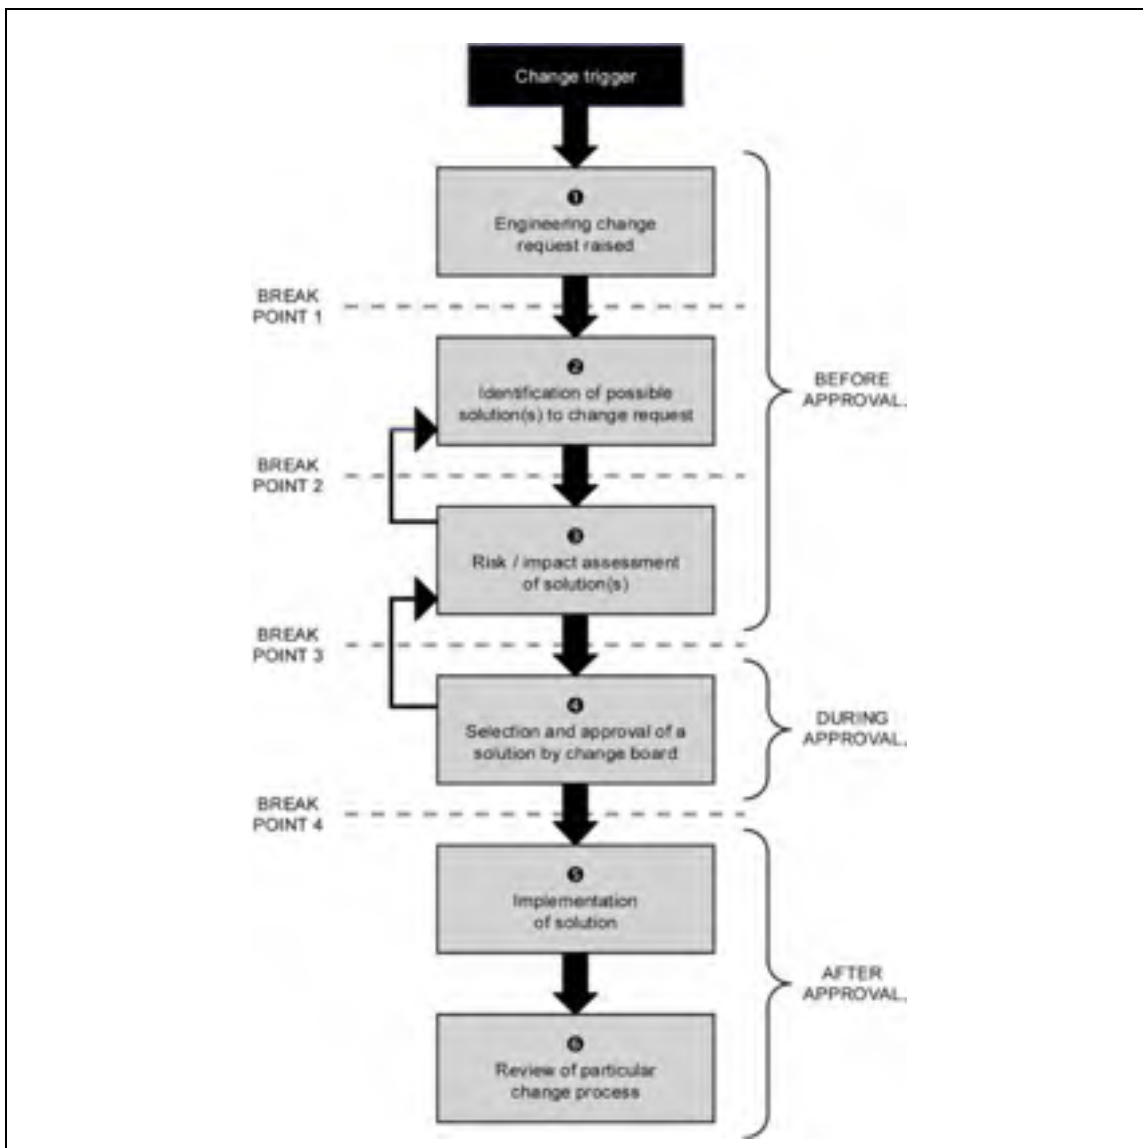 Change trigger
❶
Engineering change
request raised
BREAK
POINT 1
❷
Identification of possible
solution(s) to change request
BEFORE
APPROVAL
BREAK
POINT 2
❸
Risk / impact assessment
of solution(s)
BREAK
POINT 3
❹
Selection and approval of a
solution by change board
DURING
APPROVAL
BREAK
POINT 4
❺
Implementation
of solution
AFTER
APPROVAL
❻
Review of particular
change process